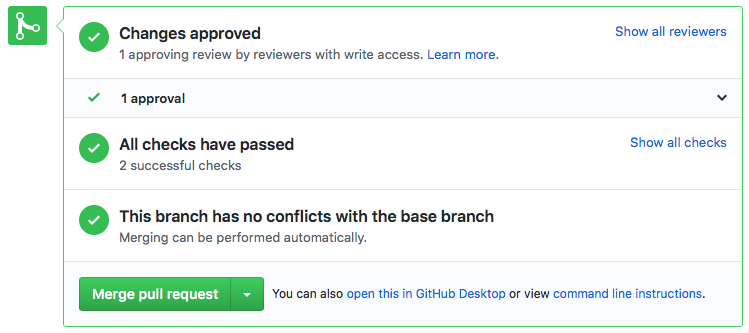 Changes approved
Show all reviewers
1 approving review by reviewers with write access. Learn more.
1 approval
All checks have passed
Show all checks
2 successful checks
This branch has no conflicts with the base branch
Merging can be performed automatically.
Merge pull request
You can also open this in GitHub Desktop or view command line instructions.